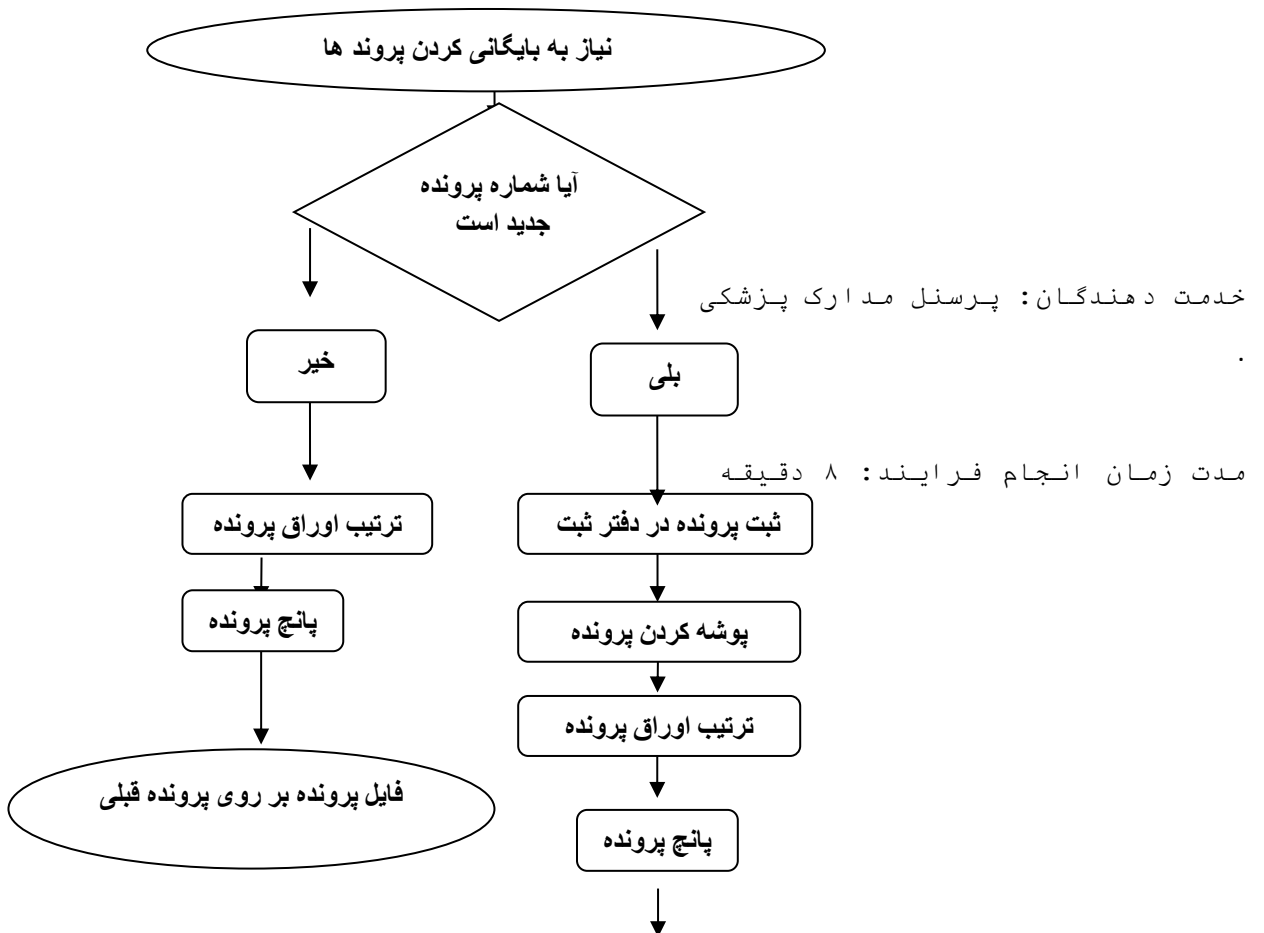 نیاز به بایگانی کردن پروند ها
آیا شماره پرونده
جدید است
خدمت دهندگان: پرسنل مدارک پزشکی
.
بلی
خیر
مدت زمان انجام فرایند: ۸ دقیقه
ثبت پرونده در دفتر ثبت
ترتیب اوراق پرونده
پوشه کردن پرونده
پانچ پرونده
ترتیب اوراق پرونده
فایل پرونده بر روی پرونده قبلی
پانچ پرونده